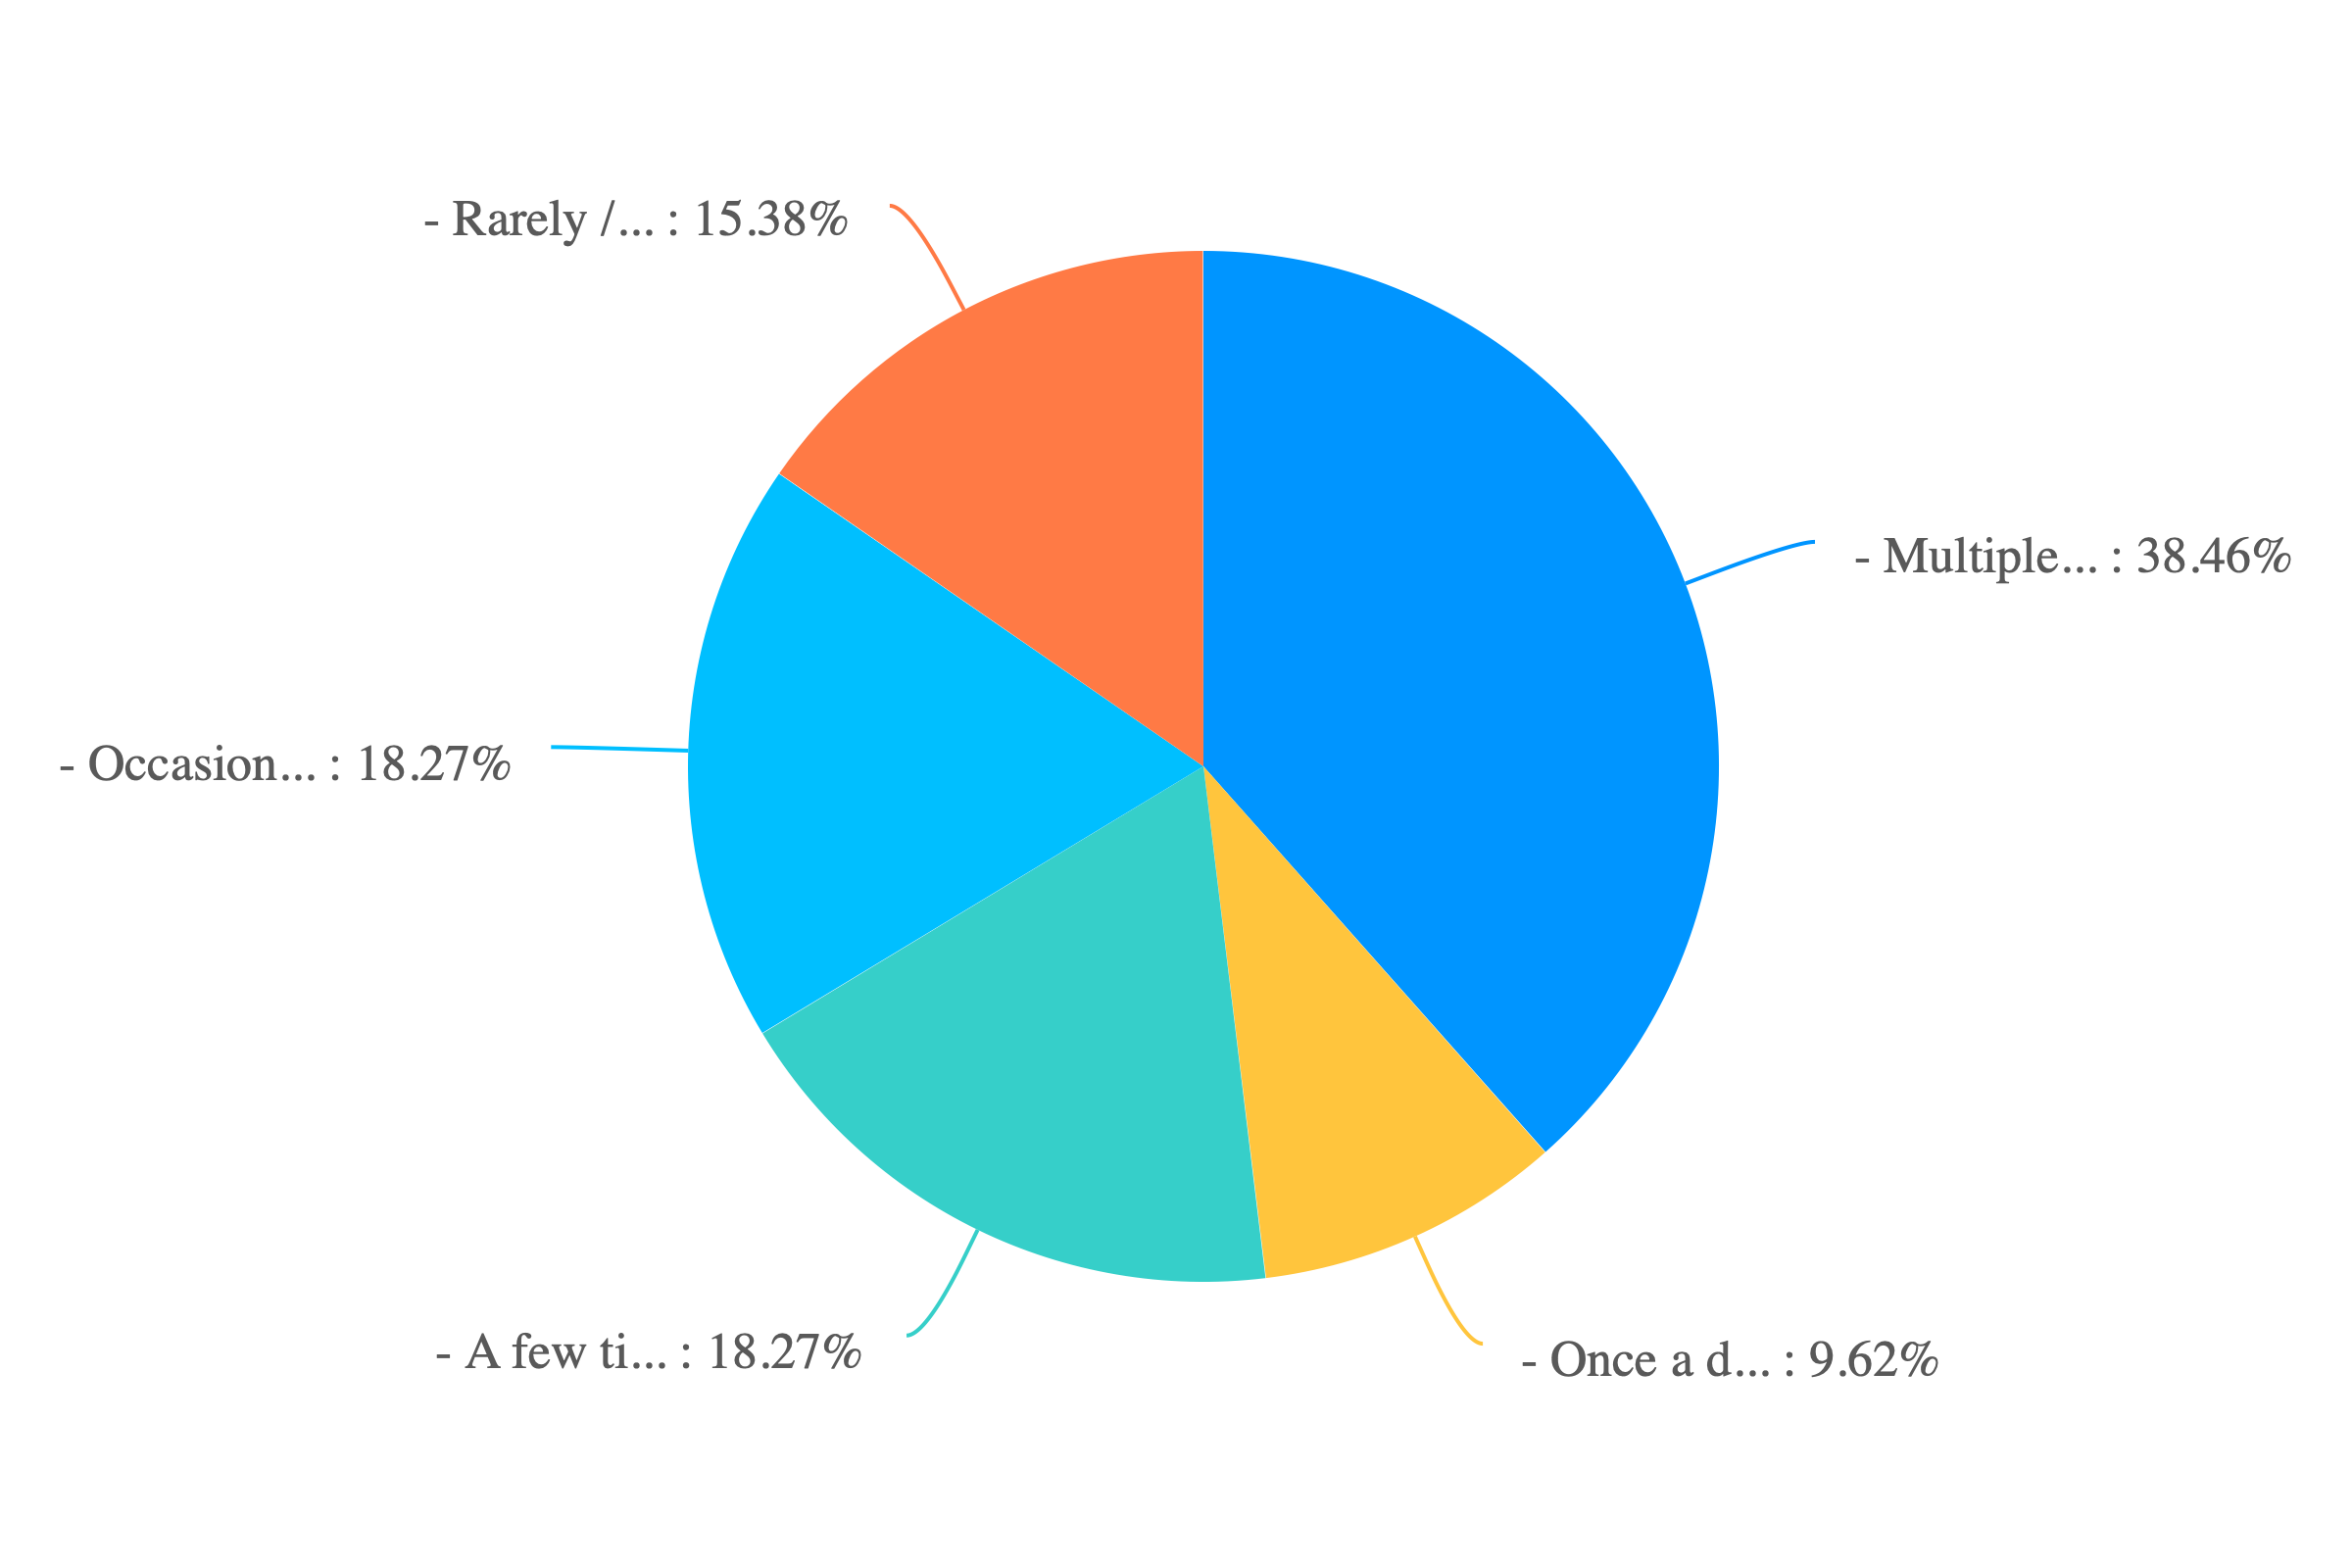 - Rarely /... : 15.38%
- Multiple... : 38.46%
- Occasion... : 18.27%
- A few ti... : 18.27%
- Once a d... : 9.62%